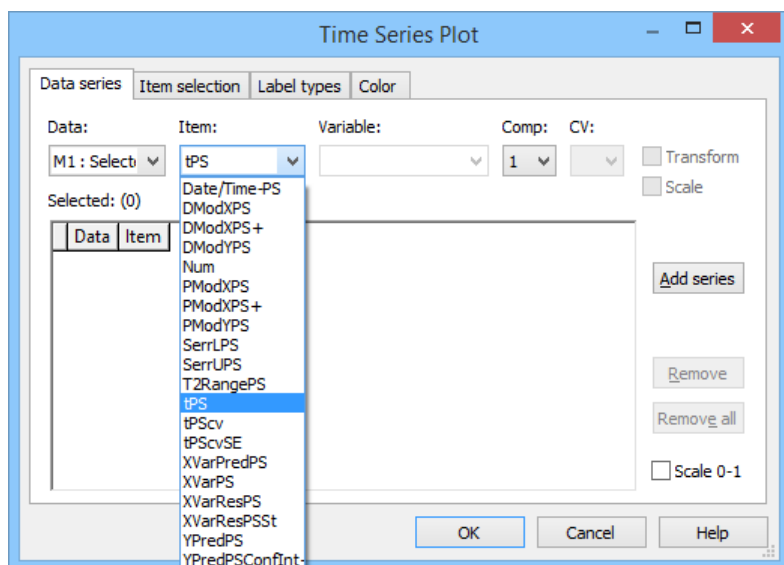 Time Series Plot
Data series Item selection Label types Color
Data: Item: Variable: Comp: CV:
M1 : Selecti tPS 1 Transform
Scale
Selected: (0)
Data Item
Date/Time-PS
DModXPS
DModXPS+
DModYPS
Num
PModXPS
PModXPS+
PModYPS
SerrLPS
SerrUPS
T2RangePS
tPS
tPScv
tPScvSE
XVarPredPS
XVarPS
XVarResPS
XVarResPSSt
YPredPS
YPredPSConfInt-
Add series
Remove
Remove all
Scale 0-1
OK Cancel Help